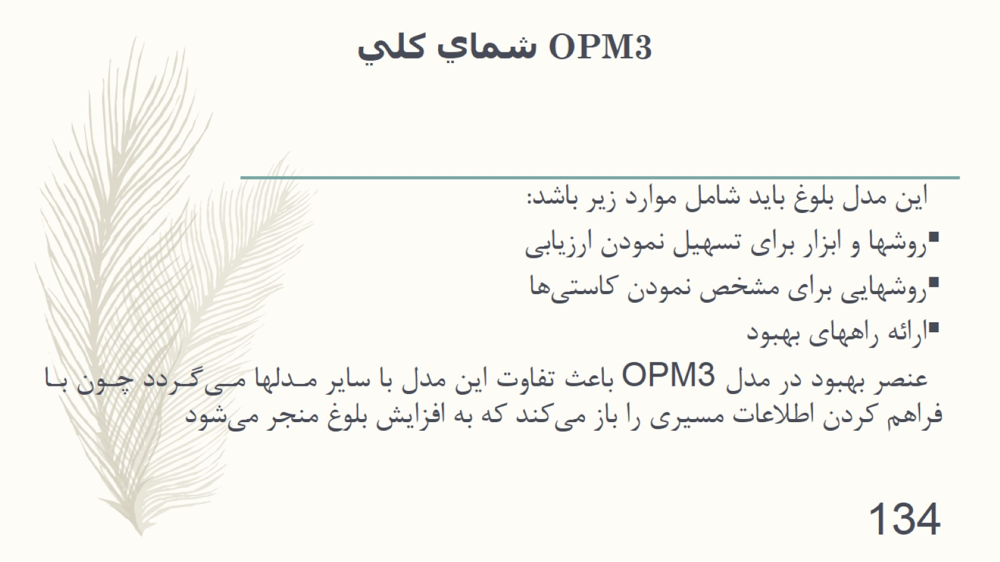 شماي كلي OPM3
این مدل بلوغ باید شامل موارد زیر باشد:
▪روشها و ابزار برای تسهیل نمودن ارزیابی
▪روشهایی برای مشخص نمودن کاستی‌ها
▪ارائه راههای بهبود
عنصر بهبود در مدل OPM3 باعث تفاوت این مدل با سایر مـدلها مـی‌گـردد چـون بـا
فراهم کردن اطلاعات مسیری را باز می‌کند که به افزایش بلوغ منجر می‌شود
134